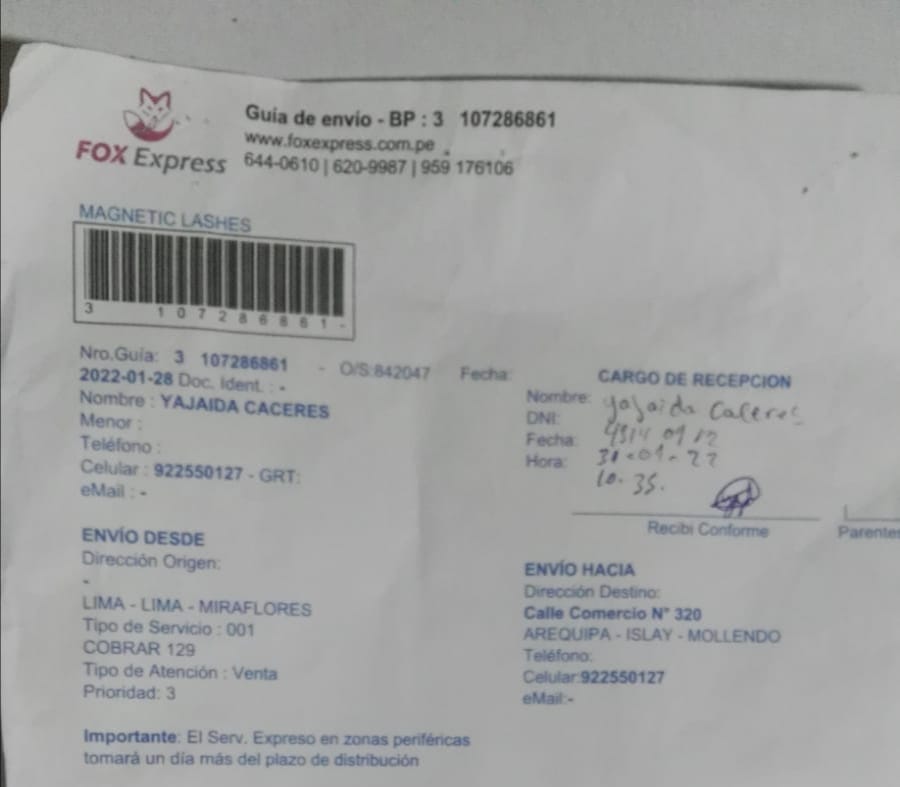 FOX Express
Guía de envio - BP : 3 107286861
www.foxexpress.com.pe
644-0610 | 620-9987 | 959 176106
MAGNETIC LASHES
3 107286861-
Nro.Guía: 3 107286861 - O/S:842047 Fecha:
2022-01-28 Doc. Ident. : -
Nombre : YAJAIDA CACERES
Menor :
Teléfono :
Celular : 922550127 - GRT:
eMail : -
CARGO DE RECEPCION
Nombre: Yajaida Caceres
DNI:
Fecha: 31-01-22
Hora: 10.35.
Recibi Conforme
ENVÍO DESDE
Dirección Origen:
-
LIMA - LIMA - MIRAFLORES
Tipo de Servicio : 001
COBRAR 129
Tipo de Atención : Venta
Prioridad: 3
ENVÍO HACIA
Dirección Destino:
Calle Comercio N° 320
AREQUIPA - ISLAY - MOLLENDO
Teléfono:
Celular:922550127
eMail:-
Importante: El Serv. Expreso en zonas periféricas
tomará un día más del plazo de distribución